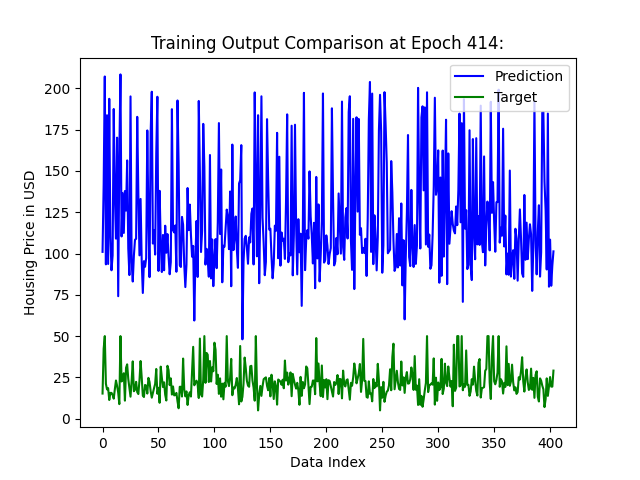 Training Output Comparison at Epoch 414:
Prediction
Target
Housing Price in USD
200
175
150
125
100
75
50
25
0
0 50 100 150 200 250 300 350 400
Data Index